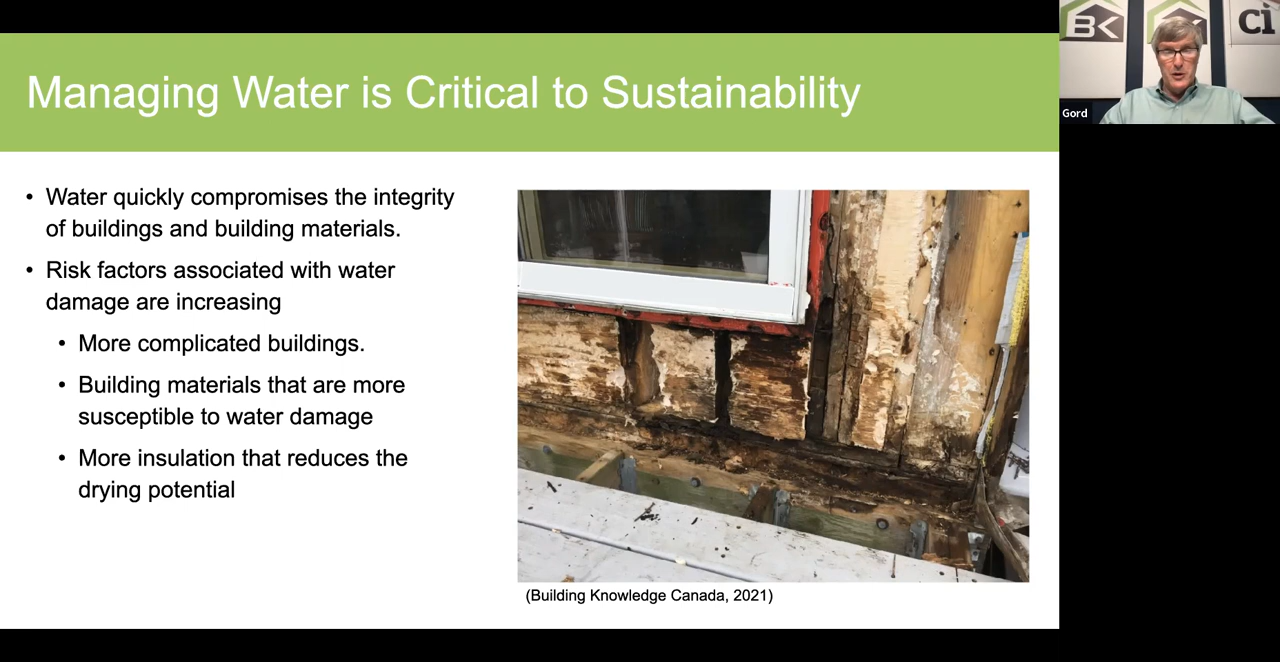 Managing Water is Critical to Sustainability
• Water quickly compromises the integrity
of buildings and building materials.
• Risk factors associated with water
damage are increasing
• More complicated buildings.
• Building materials that are more
susceptible to water damage
• More insulation that reduces the
drying potential
(Building Knowledge Canada, 2021)
BK
ci
Gord